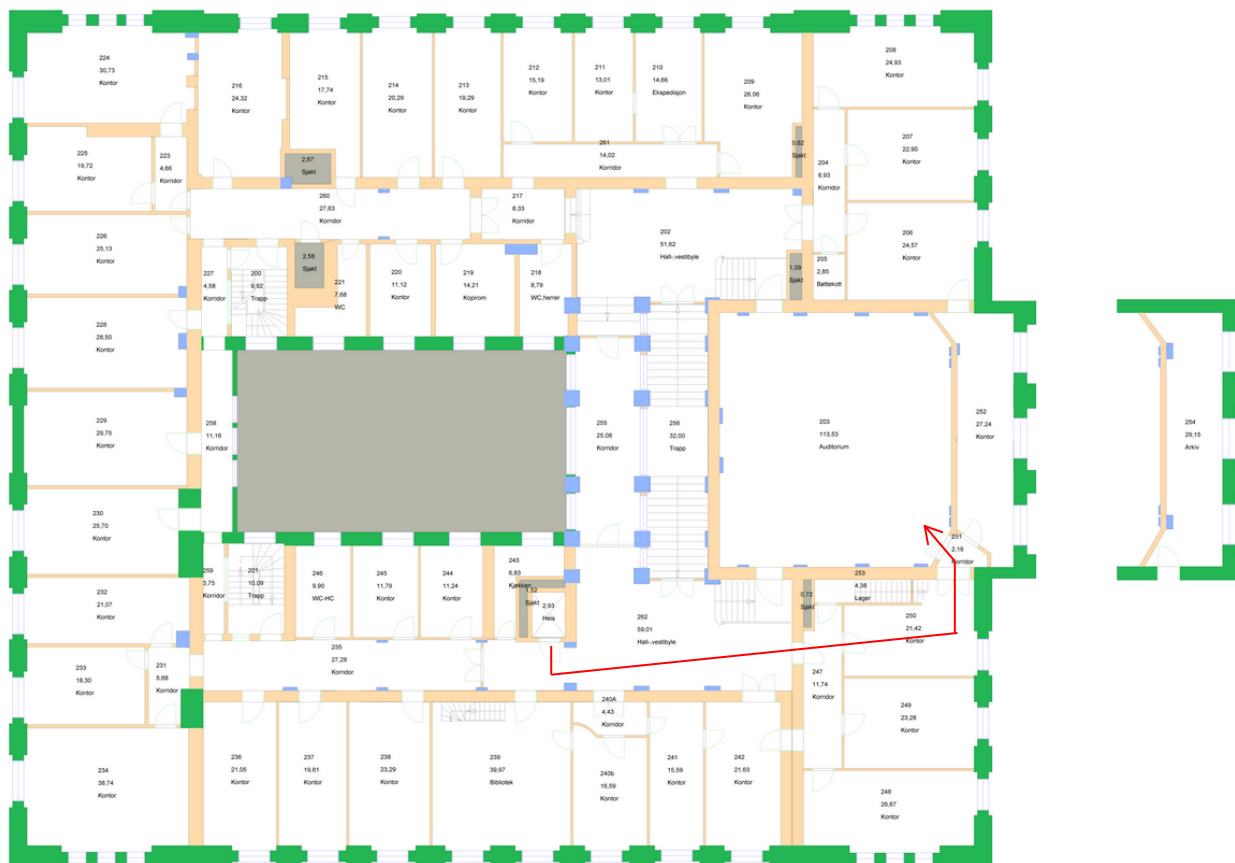 224
30,73
Kontor
216
24,32
Kontor
215
17,74
Kontor
214
20,29
Kontor
213
19,29
Kontor
212
15,19
Kontor
211
13,01
Kontor
210
14,66
Ekspedisjon
209
26,06
Kontor
208
24,93
Kontor
225
19,72
Kontor
223
4,66
Korridor
2,67
Sjakt
261
14,02
Korridor
0,62
Sjakt
204
8,93
Korridor
207
22,90
Kontor
260
27,63
Korridor
217
8,33
Korridor
202
51,62
Hall-,vestibyle
206
24,57
Kontor
226
25,13
Kontor
227
4,58
Korridor
200
9,92
Trapp
2,58
Sjakt
221
7,68
WC
220
11,12
Kontor
219
14,21
Kopirom
218
8,79
WC,herrer
1,09
Sjakt
205
2,85
Bøttekott
228
28,50
Kontor
229
29,75
Kontor
258
11,16
Korridor
255
25,08
Korridor
256
32,00
Trapp
203
113,53
Auditorium
252
27,24
Kontor
254
29,15
Arkiv
230
25,70
Kontor
251
2,16
Korridor
232
21,07
Kontor
259
3,75
Korridor
201
10,09
Trapp
246
9,90
WC-HC
245
11,79
Kontor
244
11,24
Kontor
243
6,83
Kjøkken
1,52
Sjakt
2,93
Heis
262
59,01
Hall-,vestibyle
0,72
Sjakt
253
4,38
Lager
250
21,42
Kontor
233
18,30
Kontor
231
5,68
Korridor
235
27,28
Korridor
247
11,74
Korridor
249
23,28
Kontor
234
38,74
Kontor
236
21,05
Kontor
237
19,61
Kontor
238
23,29
Kontor
239
39,97
Bibliotek
240A
4,43
Korridor
240b
16,59
Kontor
241
15,59
Kontor
242
21,63
Kontor
248
26,67
Kontor